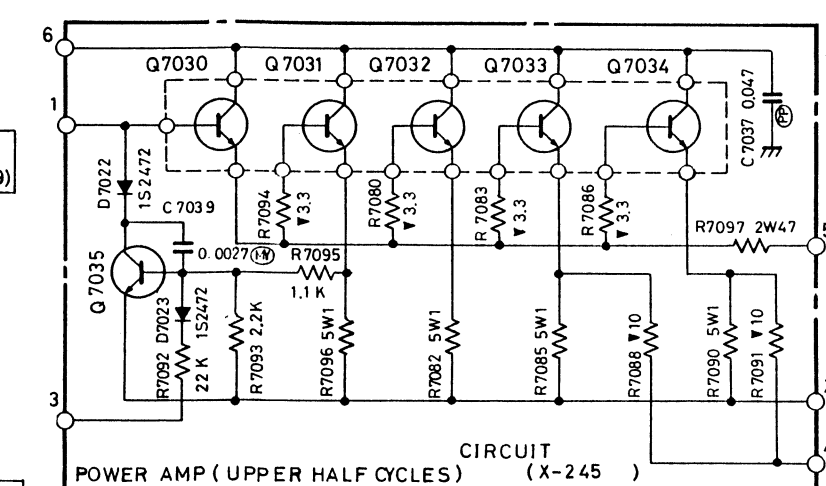 6
Q7030
Q7031
Q7032
Q7033
Q7034
C7037 0.047
PP
1
9)
D7022
1S2472
C7039
0.0027
R7094
▼3.3
R7080
▼3.3
R7083
▼3.3
R7086
▼3.3
R7097 2W47
Q7035
R7095
1.1K
D7023
1S2472
R7092
22K
R7093 2.2K
R7096 5W1
R7082 5W1
R7085 5W1
R7088 ▼10
R7090 5W1
R7091 ▼10
3
CIRCUIT
POWER AMP (UPPER HALF CYCLES) (X-245 )